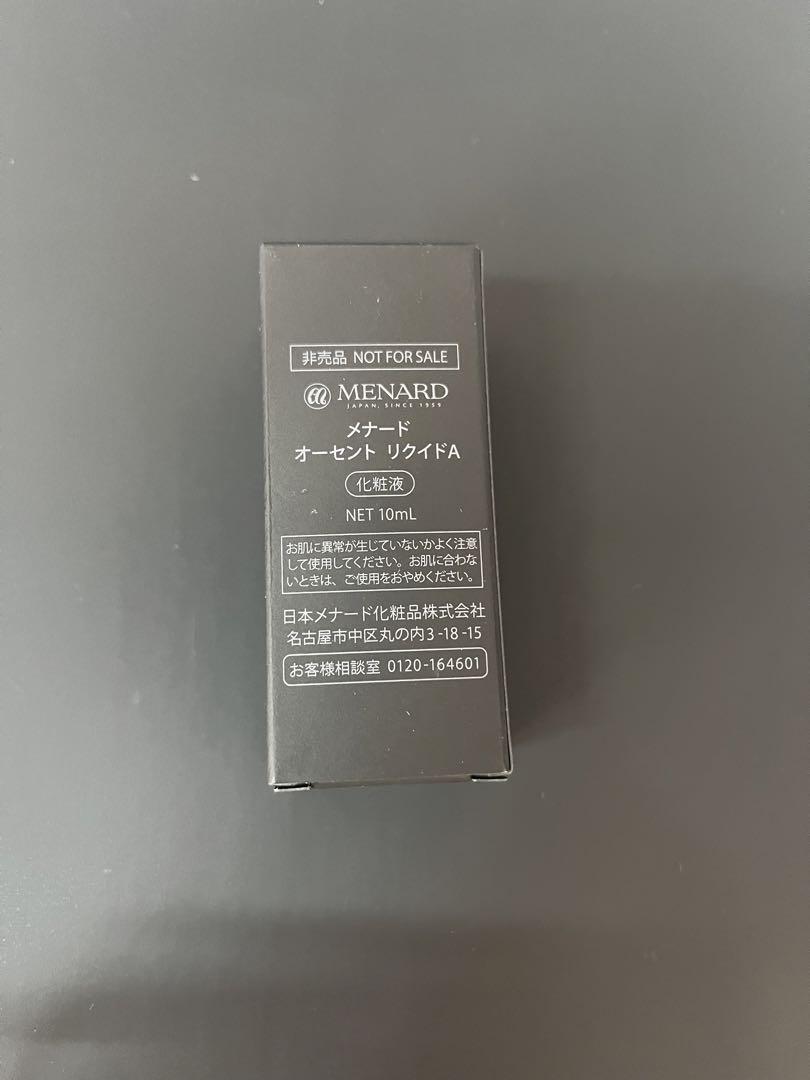 非売品 NOT FOR SALE
MENARD
JAPAN, SINCE 1959
メナード
オーセント リクイドA
化粧液
NET 10mL
お肌に異常が生じていないかよく注意
して使用してください。お肌に合わな
いときは、ご使用をおやめください。
日本メナード化粧品株式会社
名古屋市中区丸の内3-18-15
お客様相談室 0120-164601